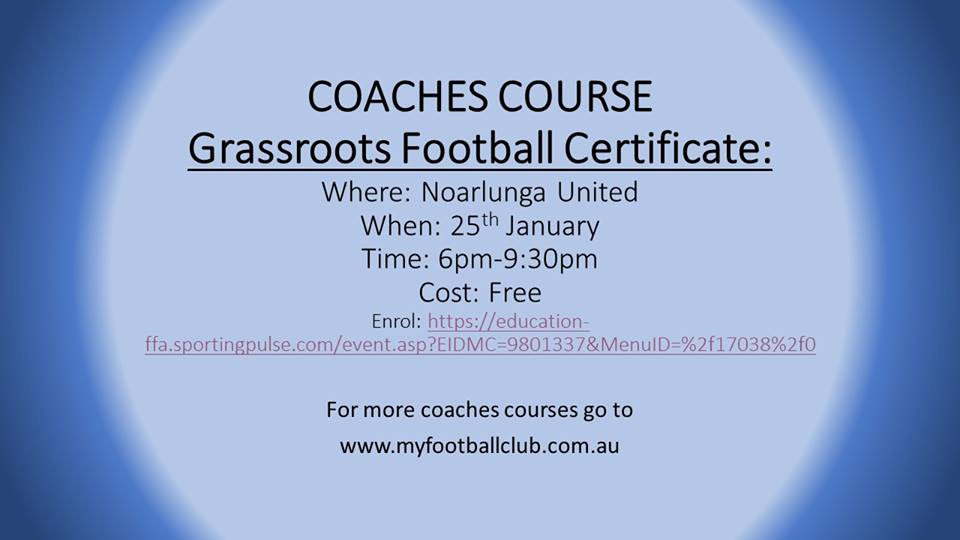 COACHES COURSE
Grassroots Football Certificate:
Where: Noarlunga United
When: 25th January
Time: 6pm-9:30pm
Cost: Free
Enrol: https://education-
ffa.sportingpulse.com/event.asp?EIDMC=9801337&MenuID=%2f17038%2f0
For more coaches courses go to
www.myfootballclub.com.au